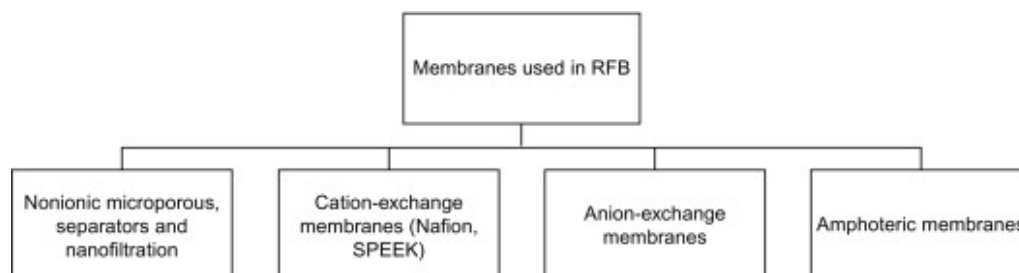 Membranes used in RFB
Nonionic microporous,
separators and
nanofiltration
Cation-exchange
membranes (Nafion,
SPEEK)
Anion-exchange
membranes
Amphoteric membranes